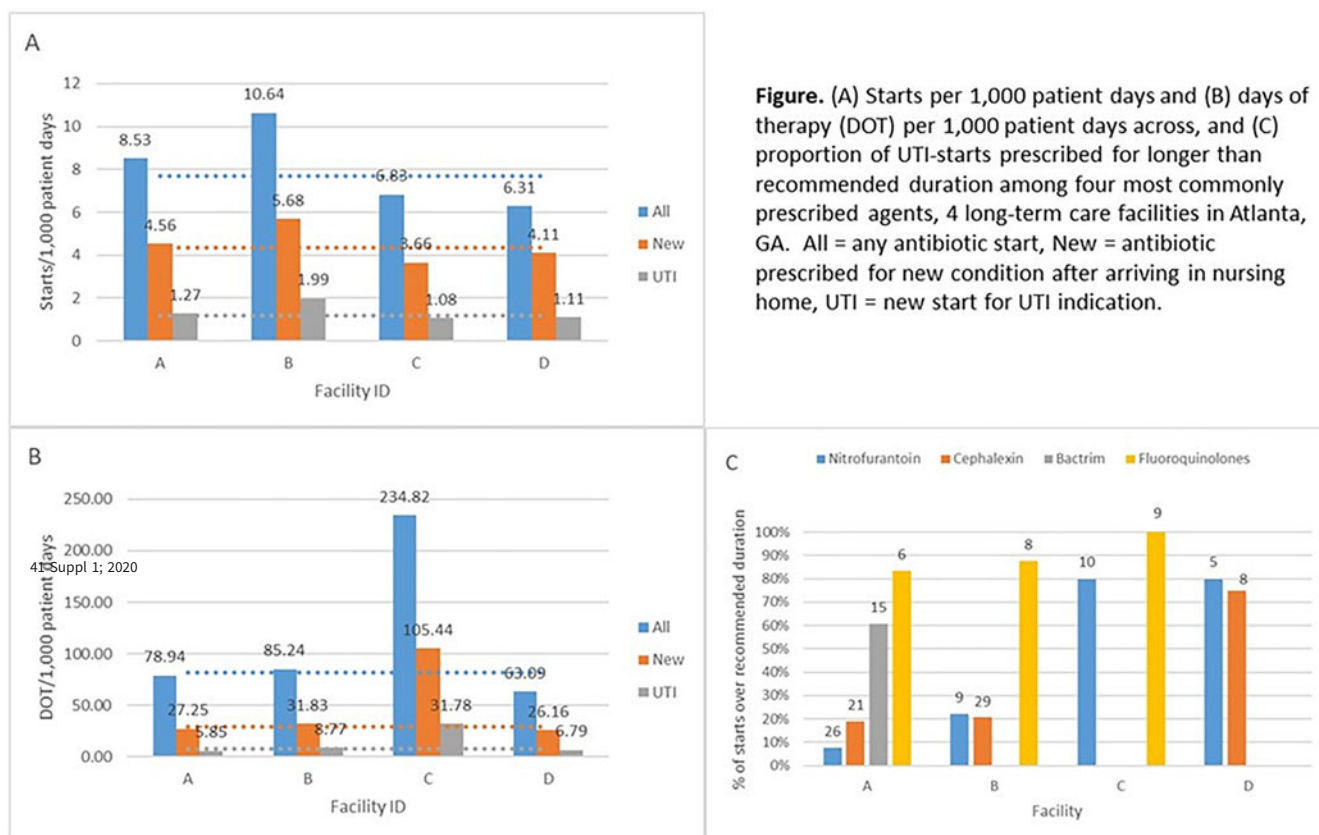 A
Starts/1,000 patient days
12
10
8
6
4
2
0
8.53
4.56
1.27
10.64
5.68
1.99
6.83
3.66
1.08
6.31
4.11
1.11
A B C D
Facility ID
All
New
UTI
Figure. (A) Starts per 1,000 patient days and (B) days of
therapy (DOT) per 1,000 patient days across, and (C)
proportion of UTI-starts prescribed for longer than
recommended duration among four most commonly
prescribed agents, 4 long-term care facilities in Atlanta,
GA. All = any antibiotic start, New = antibiotic
prescribed for new condition after arriving in nursing
home, UTI = new start for UTI indication.
B
DOT/1,000 patient days
250.00
200.00
150.00
100.00
50.00
0.00
41 Suppl 1; 2020
78.94
27.25
5.85
85.24
31.83
8.77
234.82
105.44
31.78
63.09
26.16
6.79
A B C D
Facility ID
All
New
UTI
C
Nitrofurantoin Cephalexin Bactrim Fluoroquinolones
% of starts over recommended duration
100%
90%
80%
70%
60%
50%
40%
30%
20%
10%
0%
26
21
15
6
9
29
8
10
9
5
8
A B C D
Facility